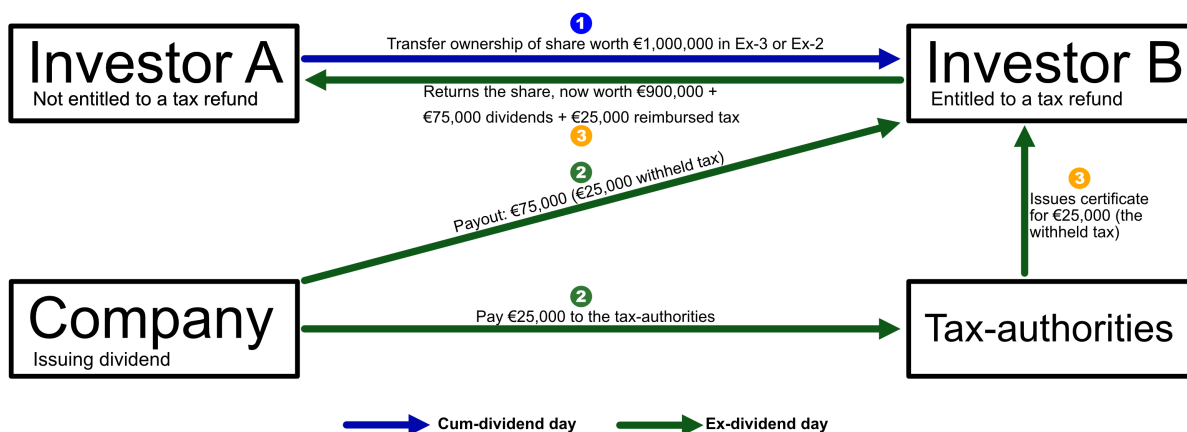 1
Transfer ownership of share worth €1,000,000 in Ex-3 or Ex-2
Investor A
Not entitled to a tax refund
Investor B
Entitled to a tax refund
Returns the share, now worth €900,000 +
€75,000 dividends + €25,000 reimbursed tax
3
2
Payout: €75,000 (€25,000 withheld tax)
3
Issues certificate
for €25,000 (the
withheld tax)
Company
Issuing dividend
2
Pay €25,000 to the tax-authorities
Tax-authorities
Cum-dividend day
Ex-dividend day